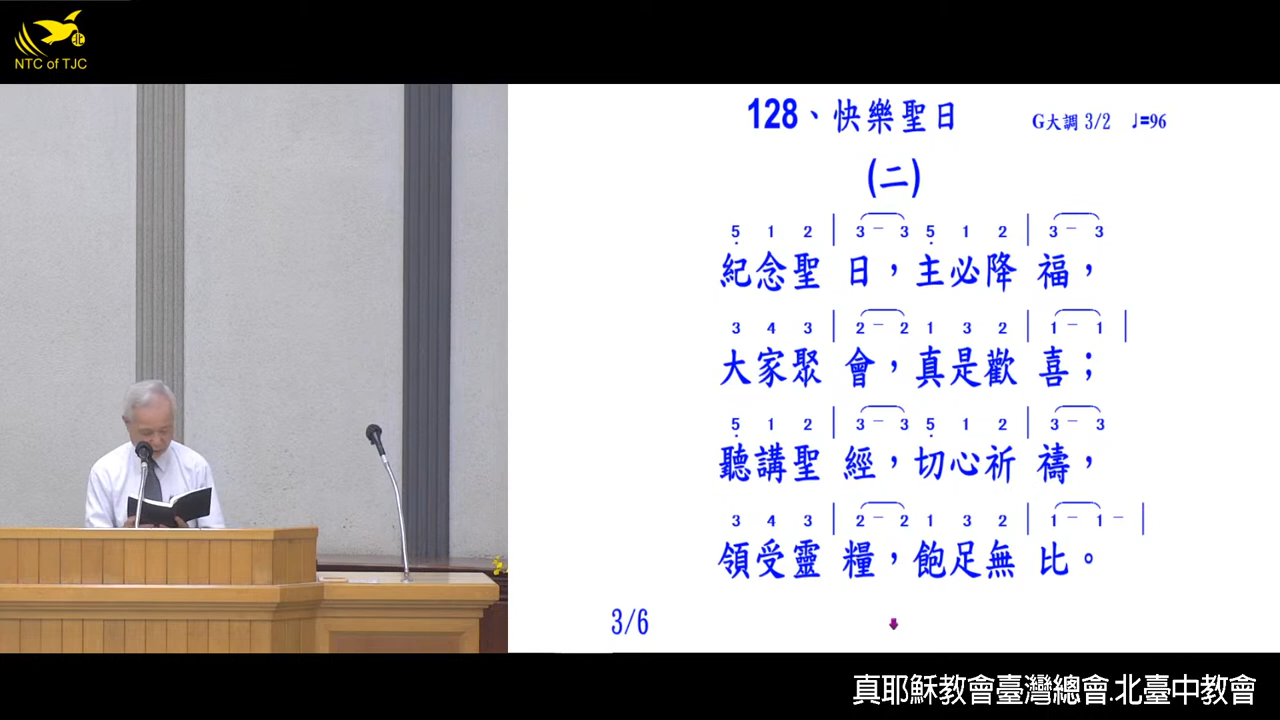 北
NTC of TJC
128、快樂聖日 G大調 3/2 ♩=96
(二)
5̣ 1 2 | 3 – 3 5̣ 1 2 | 3 – 3
紀念聖 日，主必降 福，
3 4 3 | 2 – 2 1 3 2 | 1 – 1 |
大家聚 會，真是歡 喜；
5̣ 1 2 | 3 – 3 5̣ 1 2 | 3 – 3
聽講聖 經，切心祈 禱，
3 4 3 | 2 – 2 1 3 2 | 1 – 1 – |
領受靈 糧，飽足無 比。
3/6
真耶穌教會臺灣總會.北臺中教會